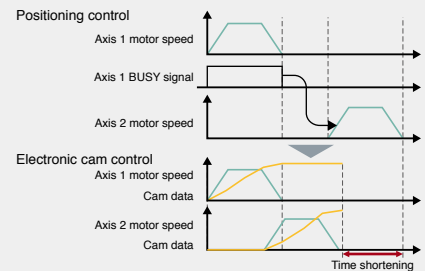 Positioning control
Axis 1 motor speed
Axis 1 BUSY signal
Axis 2 motor speed
Electronic cam control
Axis 1 motor speed
Cam data
Axis 2 motor speed
Cam data
Time shortening